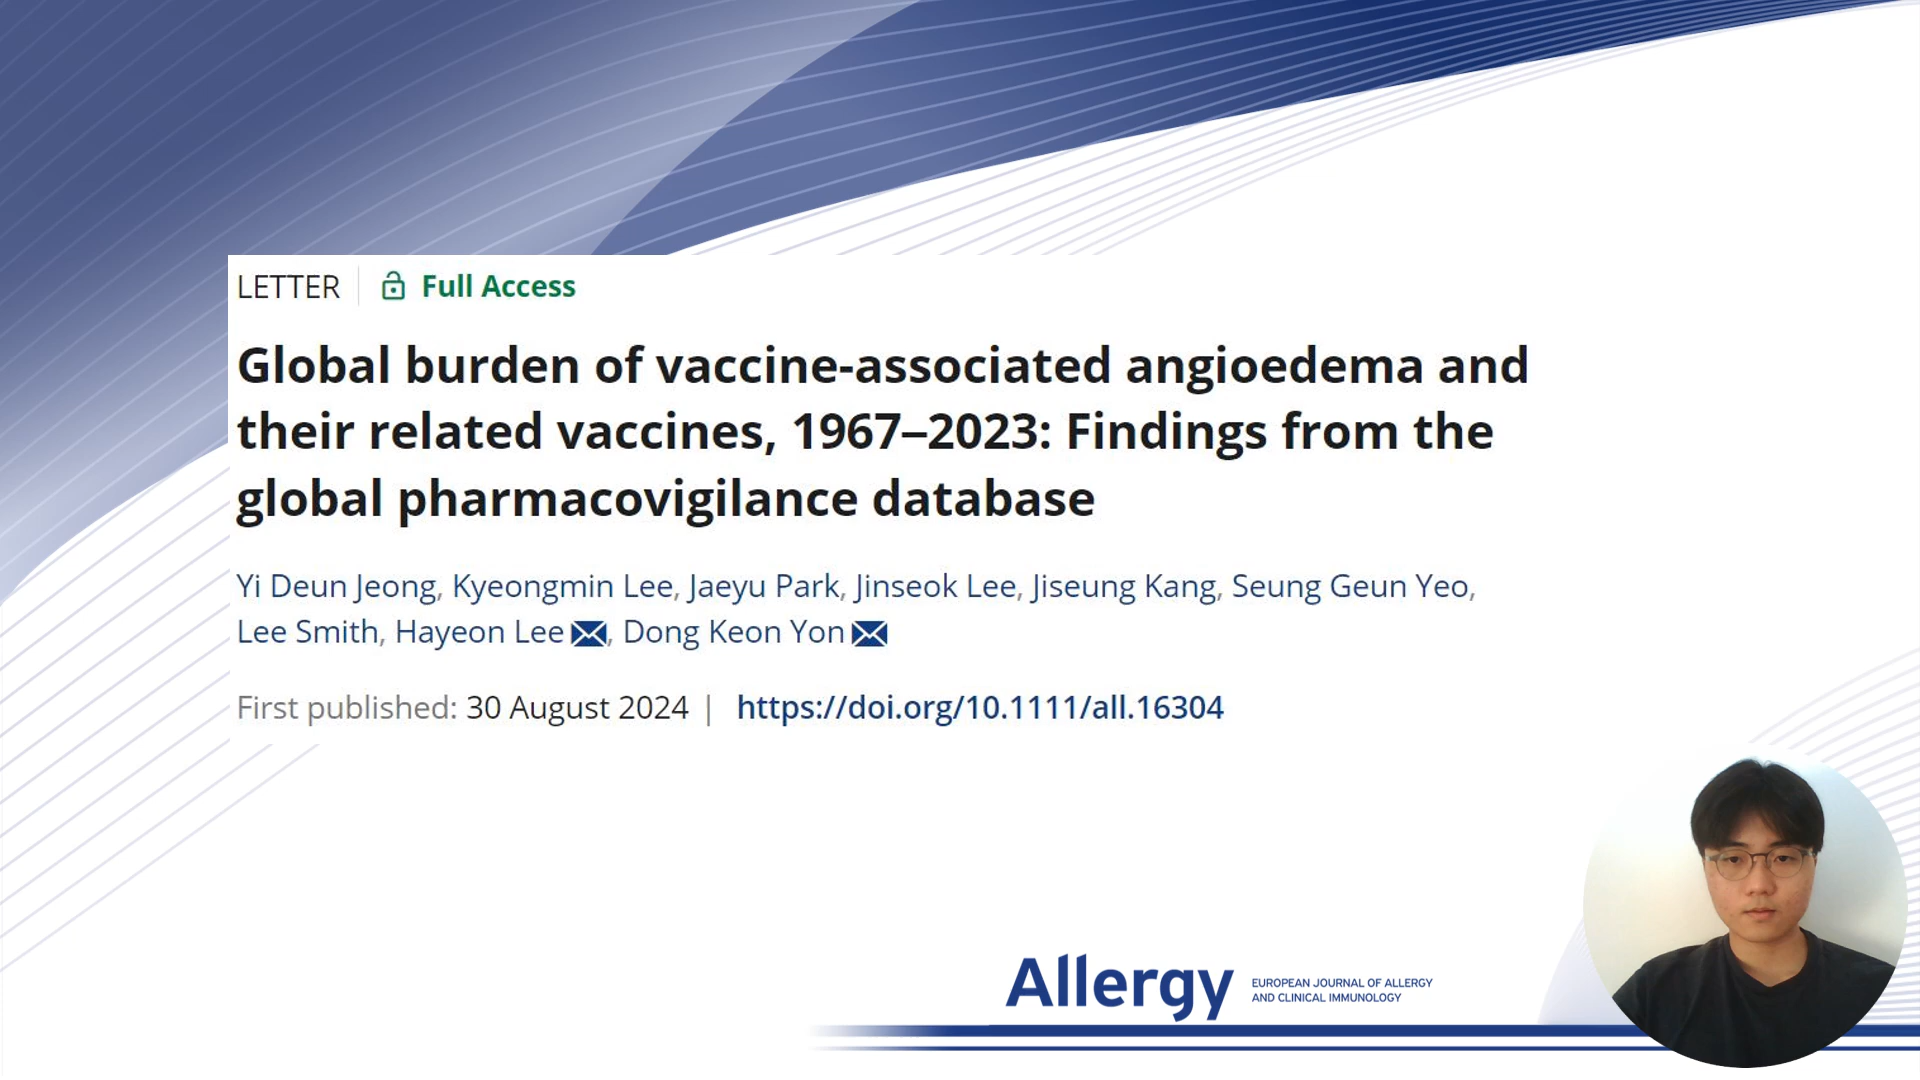 LETTER Full Access
Global burden of vaccine-associated angioedema and
their related vaccines, 1967–2023: Findings from the
global pharmacovigilance database
Yi Deun Jeong, Kyeongmin Lee, Jaeyu Park, Jinseok Lee, Jiseung Kang, Seung Geun Yeo,
Lee Smith, Hayeon Lee, Dong Keon Yon
First published: 30 August 2024 | https://doi.org/10.1111/all.16304
Allergy
EUROPEAN JOURNAL OF ALLERGY
AND CLINICAL IMMUNOLOGY